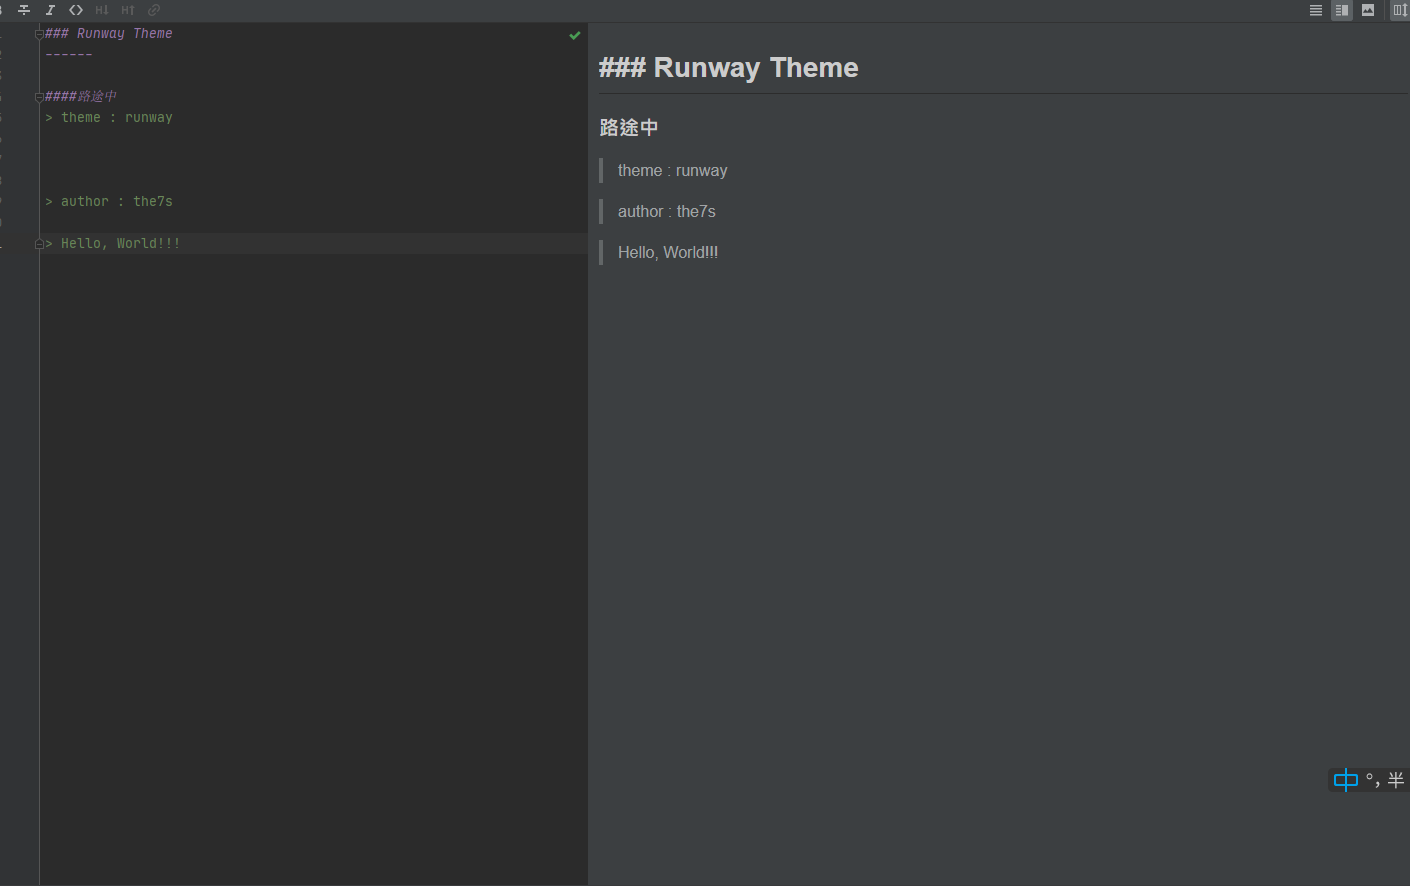 ### Runway Theme
------
####路途中
> theme : runway
> author : the7s
> Hello, World!!!
### Runway Theme
路途中
theme : runway
author : the7s
Hello, World!!!
中 °, 半